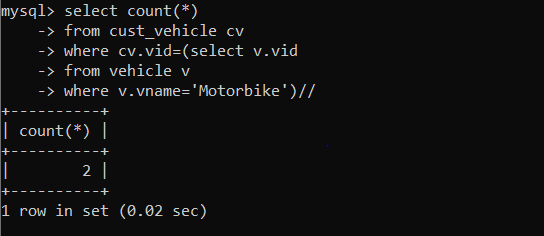 mysql> select count(*)
    -> from cust_vehicle cv
    -> where cv.vid=(select v.vid
    -> from vehicle v
    -> where v.vname='Motorbike')//
+----------+
| count(*) |
+----------+
|        2 |
+----------+
1 row in set (0.02 sec)